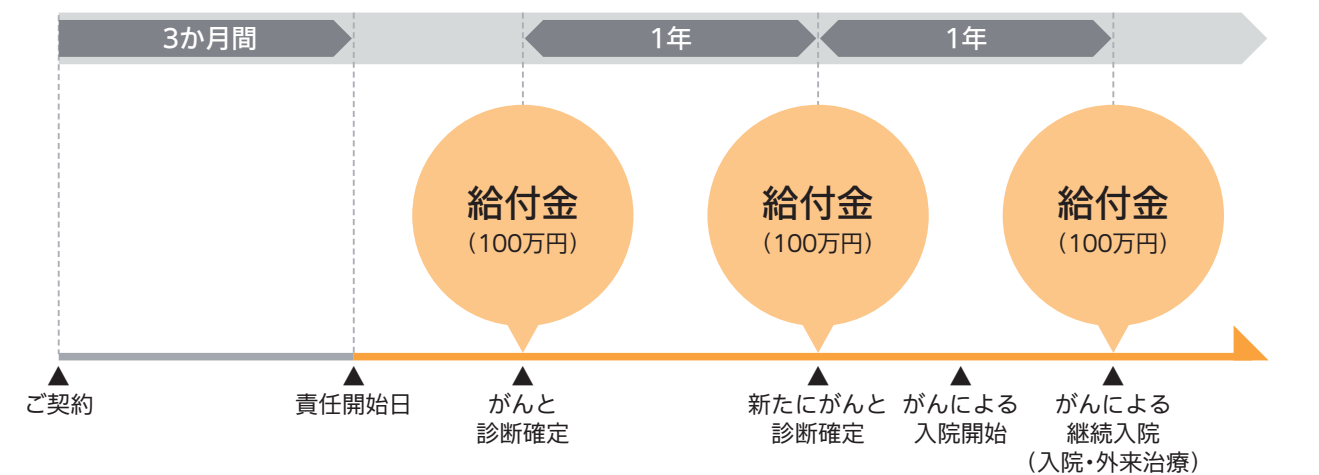 3か月間
1年
1年
給付金
（100万円）
給付金
（100万円）
給付金
（100万円）
ご契約
責任開始日
がんと
診断確定
新たにがんと
診断確定
がんによる
入院開始
がんによる
継続入院
（入院・外来治療）